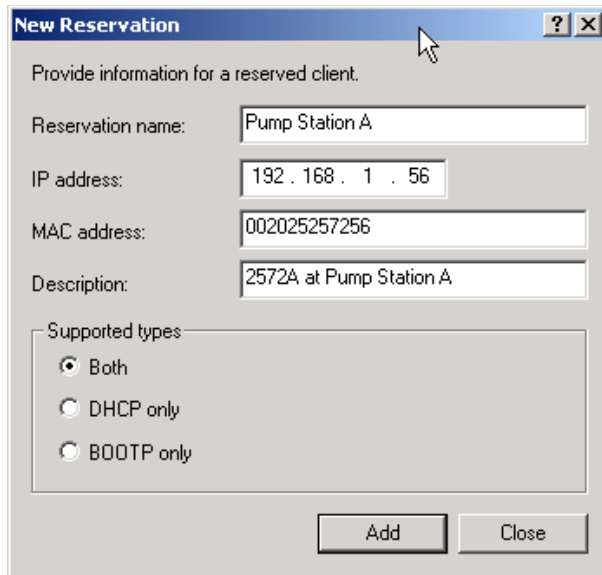 New Reservation
Provide information for a reserved client.
Reservation name: Pump Station A
IP address: 192 . 168 . 1 . 56
MAC address: 002025257256
Description: 2572A at Pump Station A
Supported types
Both
DHCP only
BOOTP only
Add Close